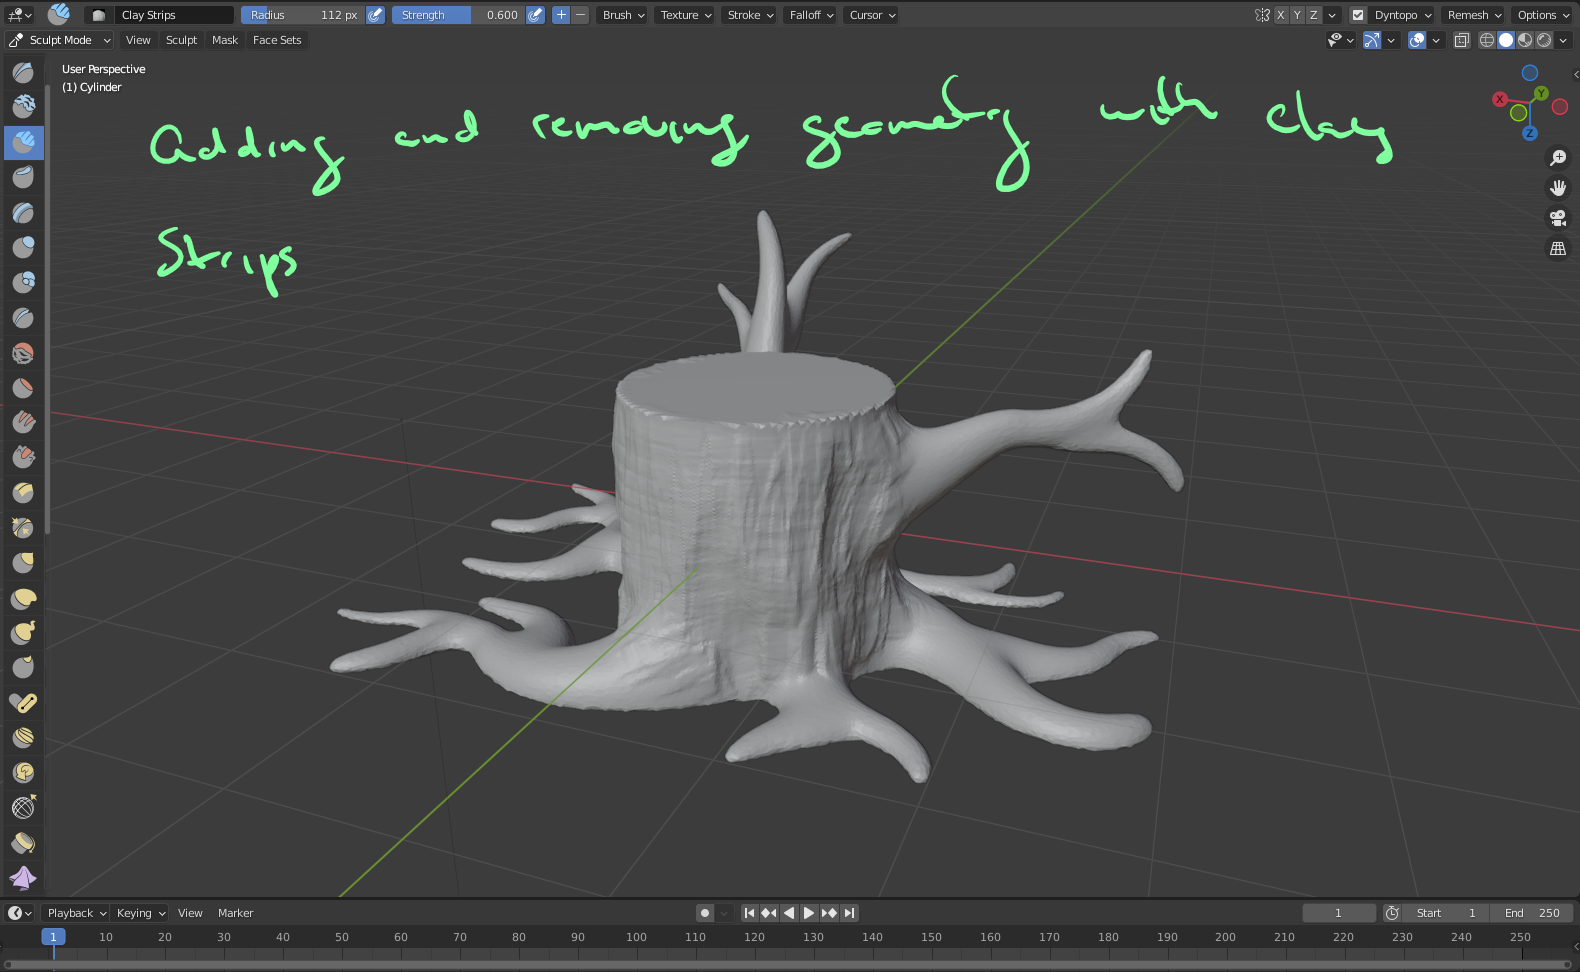 Clay Strips Radius 112 px Strength 0.600 Brush Texture Stroke Falloff Cursor X Y Z Dyntopo Remesh Options
Sculpt Mode View Sculpt Mask Face Sets
User Perspective
(1) Cylinder
Adding and removing geometry with clay
Strips
X Y
Z
Playback Keying View Marker 1 Start 1 End 250
1 10 20 30 40 50 60 70 80 90 100 110 120 130 140 150 160 170 180 190 200 210 220 230 240 250